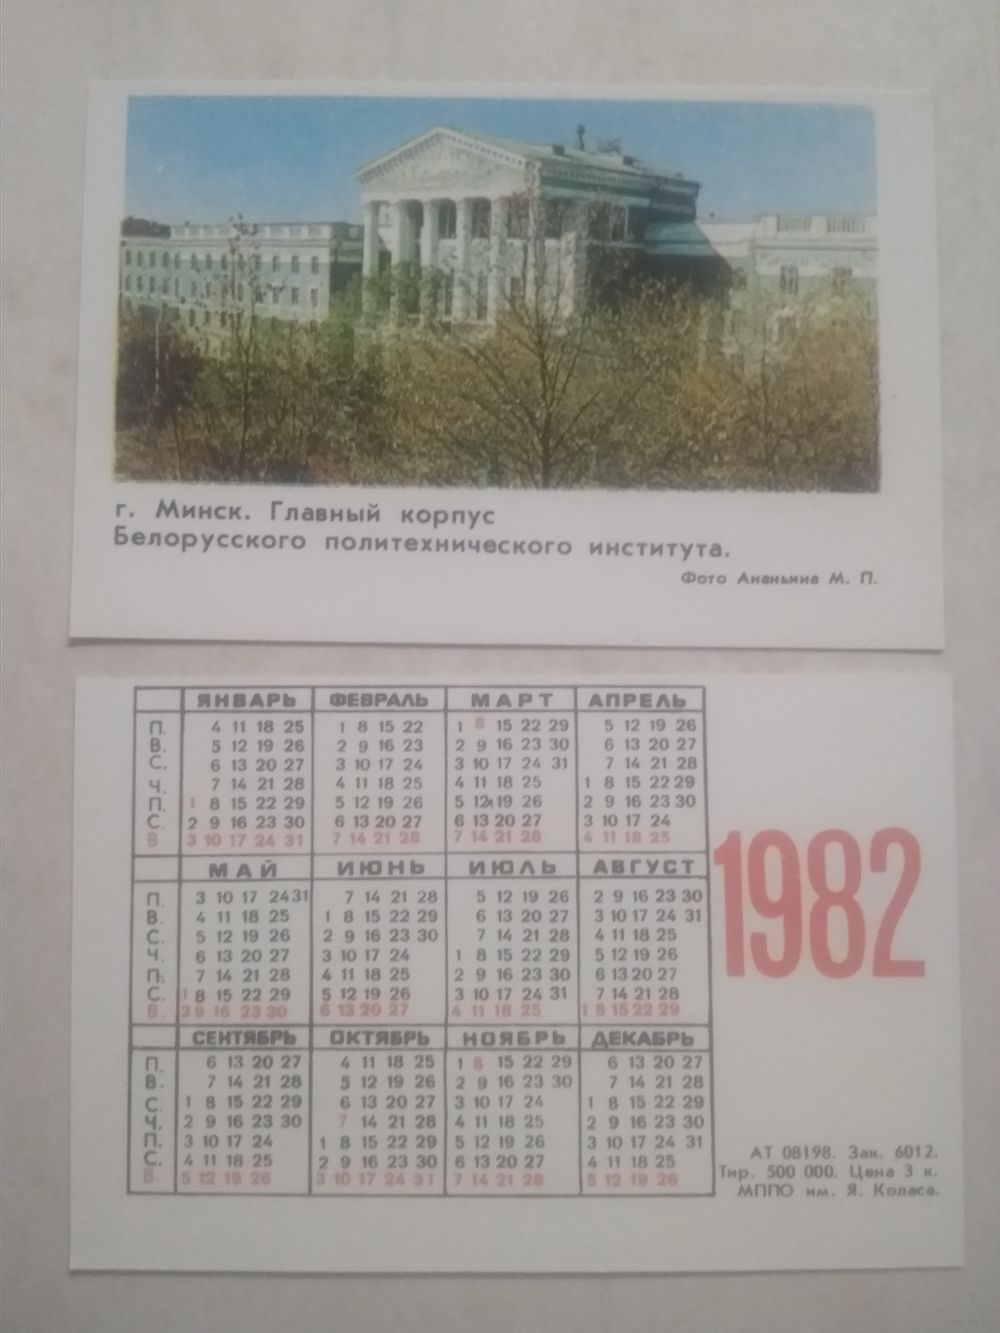 г. Минск. Главный корпус
Белорусского политехнического института.
Фото Ананьина М. П.
ЯНВАРЬ ФЕВРАЛЬ МАРТ АПРЕЛЬ
П. 4 11 18 25 1 8 15 22 1 8 15 22 29 5 12 19 26
В. 5 12 19 26 2 9 16 23 2 9 16 23 30 6 13 20 27
С. 6 13 20 27 3 10 17 24 3 10 17 24 31 7 14 21 28
Ч. 7 14 21 28 4 11 18 25 4 11 18 25 1 8 15 22 29
П. 1 8 15 22 29 5 12 19 26 5 12 19 26 2 9 16 23 30
С. 2 9 16 23 30 6 13 20 27 6 13 20 27 3 10 17 24
В 3 10 17 24 31 7 14 21 28 7 14 21 28 4 11 18 25
МАЙ ИЮНЬ ИЮЛЬ АВГУСТ
П. 3 10 17 24 31 7 14 21 28 5 12 19 26 2 9 16 23 30
В. 4 11 18 25 1 8 15 22 29 6 13 20 27 3 10 17 24 31
С. 5 12 19 26 2 9 16 23 30 7 14 21 28 4 11 18 25
Ч. 6 13 20 27 3 10 17 24 1 8 15 22 29 5 12 19 26
П. 7 14 21 28 4 11 18 25 2 9 16 23 30 6 13 20 27
С. 1 8 15 22 29 5 12 19 26 3 10 17 24 31 7 14 21 28
В. 2 9 16 23 30 6 13 20 27 4 11 18 25 1 8 15 22 29
1982
СЕНТЯБРЬ ОКТЯБРЬ НОЯБРЬ ДЕКАБРЬ
П. 6 13 20 27 4 11 18 25 1 8 15 22 29 6 13 20 27
В. 7 14 21 28 5 12 19 26 2 9 16 23 30 7 14 21 28
С. 1 8 15 22 29 6 13 20 27 3 10 17 24 1 8 15 22 29
Ч. 2 9 16 23 30 7 14 21 28 4 11 18 25 2 9 16 23 30
П. 3 10 17 24 1 8 15 22 29 5 12 19 26 3 10 17 24 31
С. 4 11 18 25 2 9 16 23 30 6 13 20 27 4 11 18 25
В 5 12 19 26 3 10 17 24 31 7 14 21 28 5 12 19 26
АТ 08198. Зак. 6012.
Тир. 500 000. Цена 3 к.
МППО им. Я. Коласа.